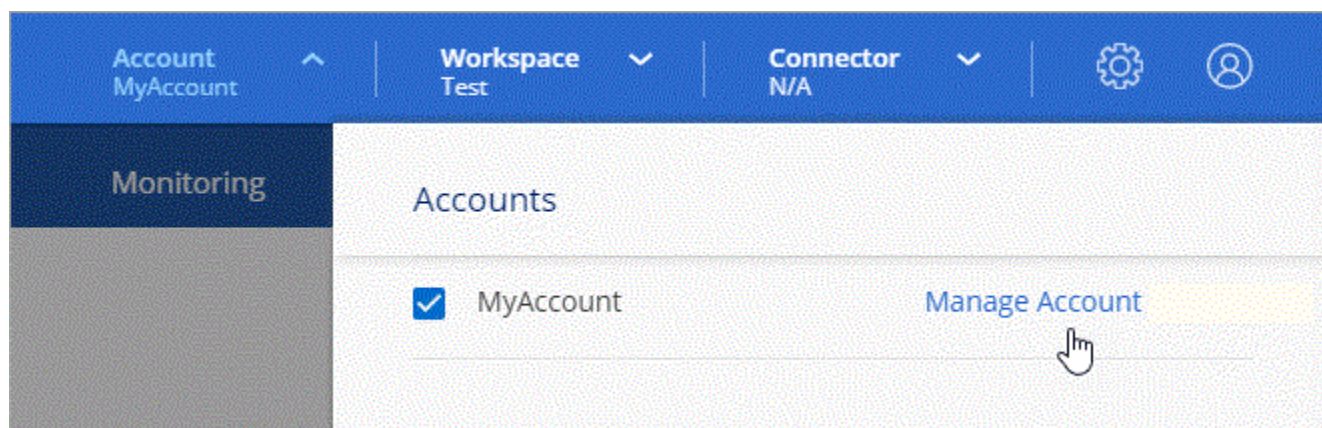 Account
MyAccount
Workspace
Test
Connector
N/A
Monitoring
Accounts
MyAccount
Manage Account